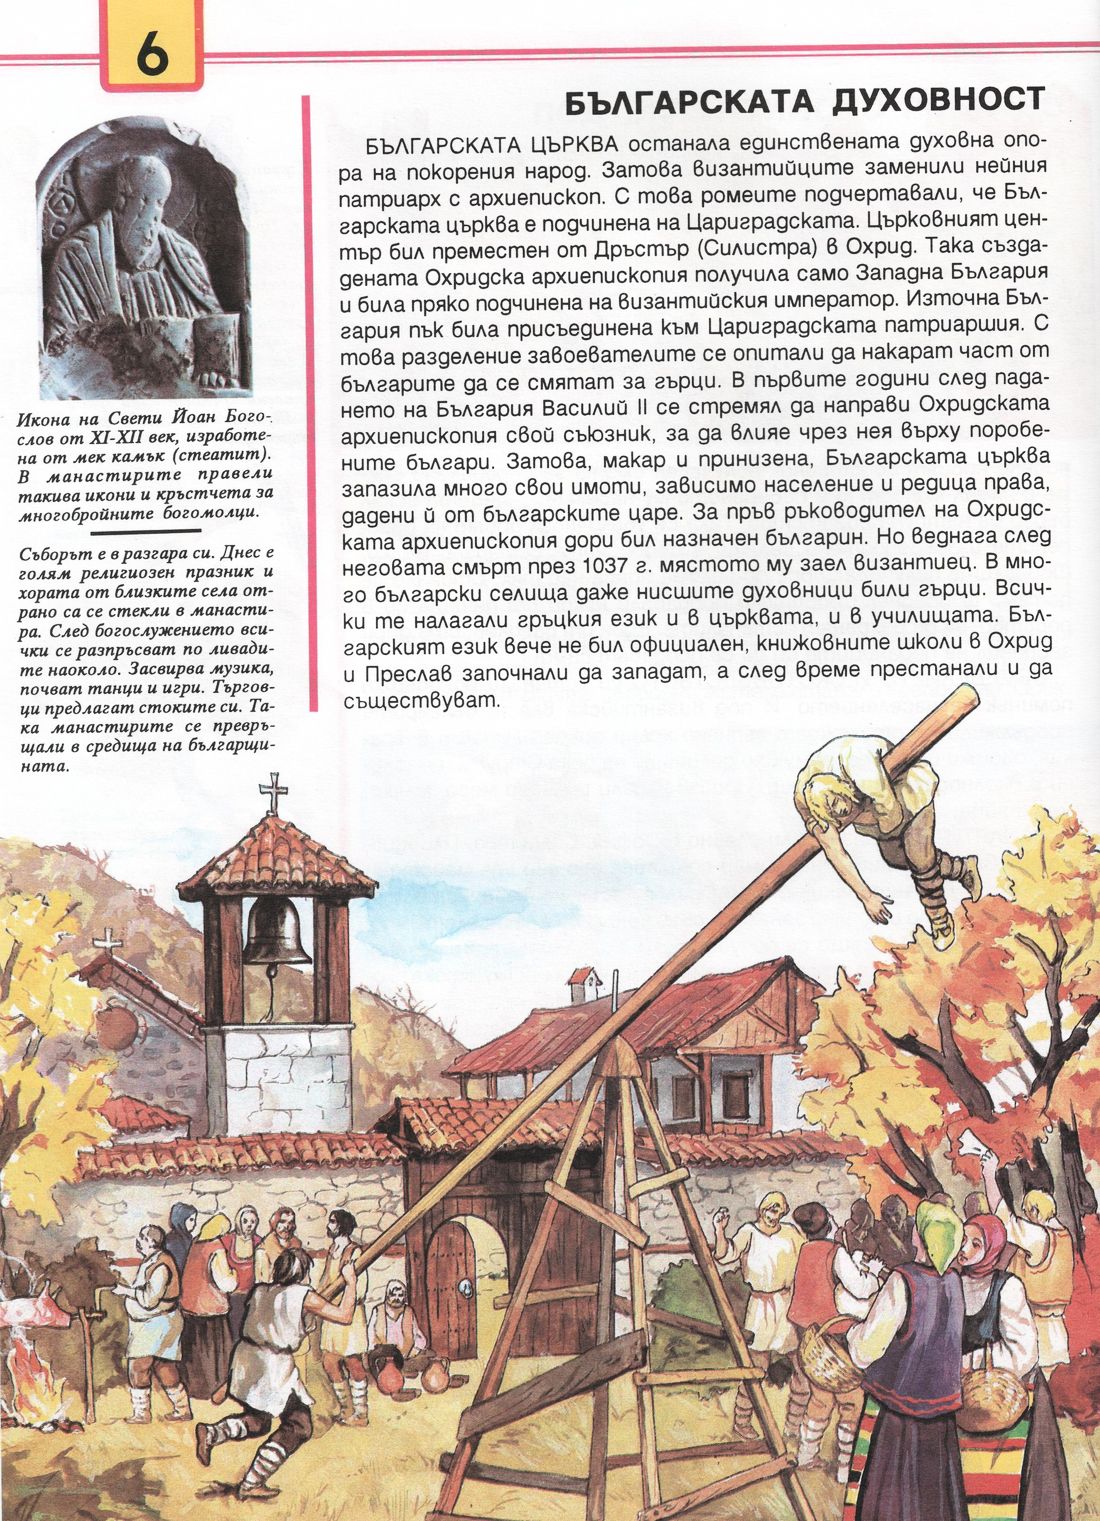 6
БЪЛГАРСКАТА ДУХОВНОСТ
БЪЛГАРСКАТА ЦЪРКВА останала единствената духовна опо-
ра на покорения народ. Затова византийците заменили нейния
патриарх с архиепископ. С това ромеите подчертавали, че Бъл-
гарската църква е подчинена на Цариградската. Църковният цен-
тър бил преместен от Дръстър (Силистра) в Охрид. Така създа-
дената Охридска архиепископия получила само Западна България
и била пряко подчинена на византийския император. Източна Бъл-
гария пък била присъединена към Цариградската патриаршия. С
това разделение завоевателите се опитали да накарат част от
българите да се смятат за гърци. В първите години след пада-
нето на България Василий II се стремял да направи Охридската
архиепископия свой съюзник, за да влияе чрез нея върху поробе-
ните българи. Затова, макар и принизена, Българската църква
запазила много свои имоти, зависимо население и редица права,
дадени й от българските царе. За пръв ръководител на Охридс-
ката архиепископия дори бил назначен българин. Но веднага след
неговата смърт през 1037 г. мястото му заел византиец. В мно-
го български селища даже нисшите духовници били гърци. Всич-
ки те налагали гръцкия език и в църквата, и в училищата. Бъл-
гарският език вече не бил официален, книжовните школи в Охрид
и Преслав започнали да западат, а след време престанали и да
съществуват.
Икона на Свети Йоан Бого-
слов от XI-XII век, изработе-
на от мек камък (стеатит).
В манастирите правели
такива икони и кръстчета за
многобройните богомолци.
Съборът е в разгара си. Днес е
голям религиозен празник и
хората от близките села от-
рано са се стекли в манасти-
ра. След богослужението вси-
чки се разпръсват по ливади-
те наоколо. Засвирва музика,
почват танци и игри. Търгов-
ци предлагат стоките си. Та-
ка манастирите се превръ-
щали в средища на българщи-
ната.